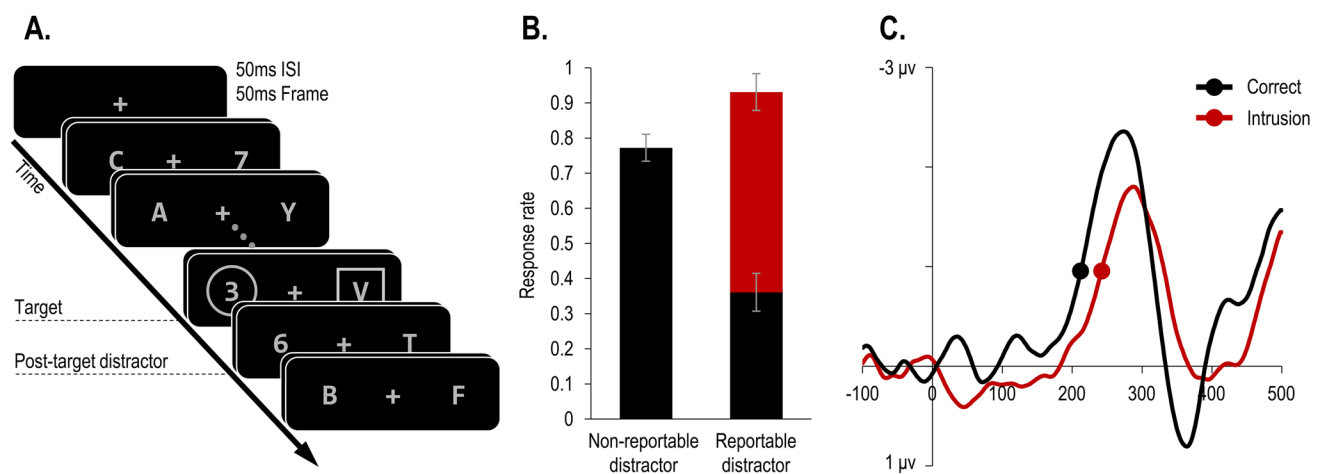 A.
50ms ISI
50ms Frame
+
C + 7
A + Y
3 + V
6 + T
B + F
Time
Target
Post-target distractor
B.
Response rate
1
0.9
0.8
0.7
0.6
0.5
0.4
0.3
0.2
0.1
0
Non-reportable
distractor
Reportable
distractor
C.
-3 µv
Correct
Intrusion
-100 0 100 200 300 400 500
1 µv